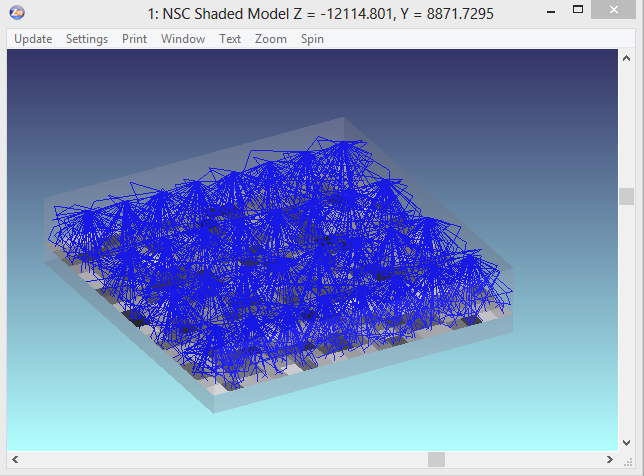 1: NSC Shaded Model Z = -12114.801, Y = 8871.7295
Update Settings Print Window Text Zoom Spin